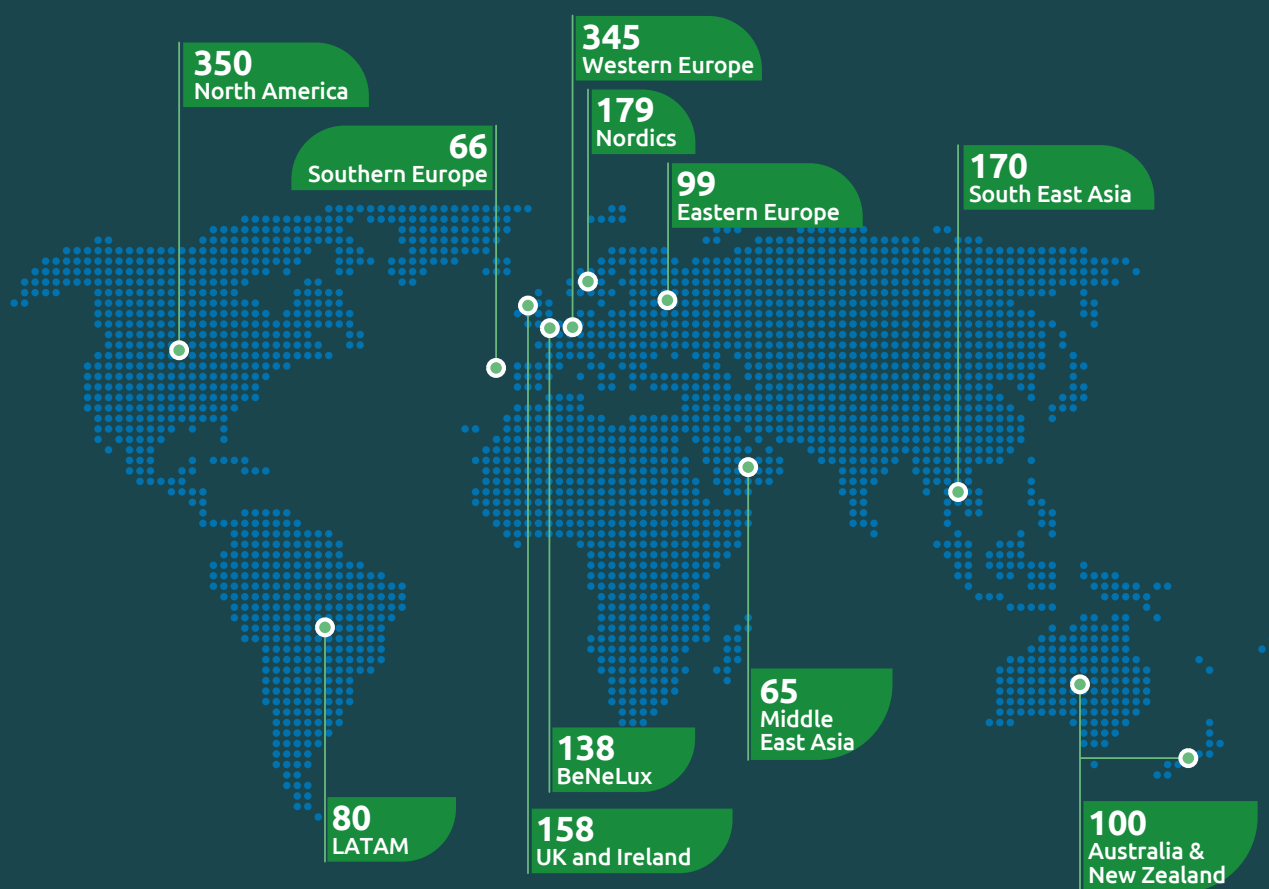 350
North America
345
Western Europe
179
Nordics
66
Southern Europe
99
Eastern Europe
170
South East Asia
65
Middle
East Asia
138
BeNeLux
80
LATAM
158
UK and Ireland
100
Australia &
New Zealand